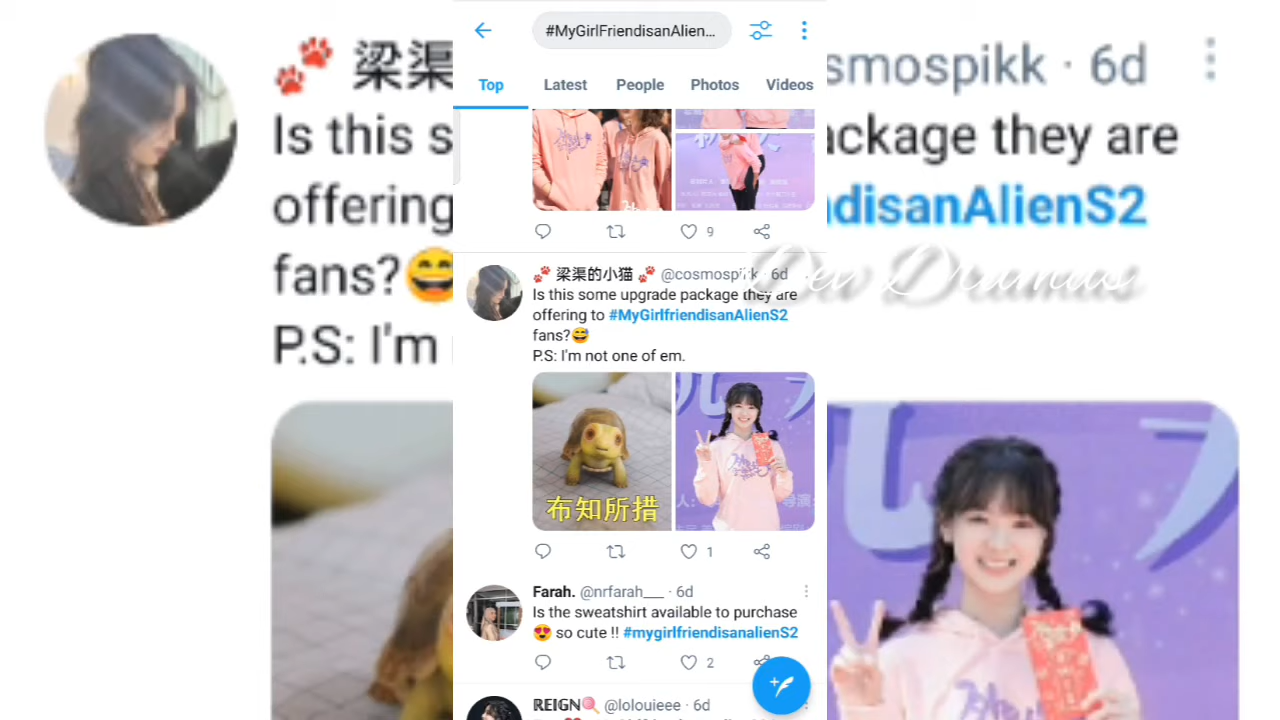 #MyGirlFriendisanAlien...
Top Latest People Photos Videos
9
🐾 梁渠的小猫 🐾 @cosmospikk · 6d
Is this some upgrade package they are
offering to #MyGirlfriendisanAlienS2
fans?😅
P.S: I'm not one of em.
布知所措
1
Farah. @nrfarah___ · 6d
Is the sweatshirt available to purchase
😍 so cute !! #mygirlfriendisanalienS2
2
REIGN🍭 @lolouieee · 6d
🐾 梁渠
smospikk · 6d
Is this s
ackage they are
offering
disanAlienS2
fans?😅
P.S: I'm
Dev Dramas